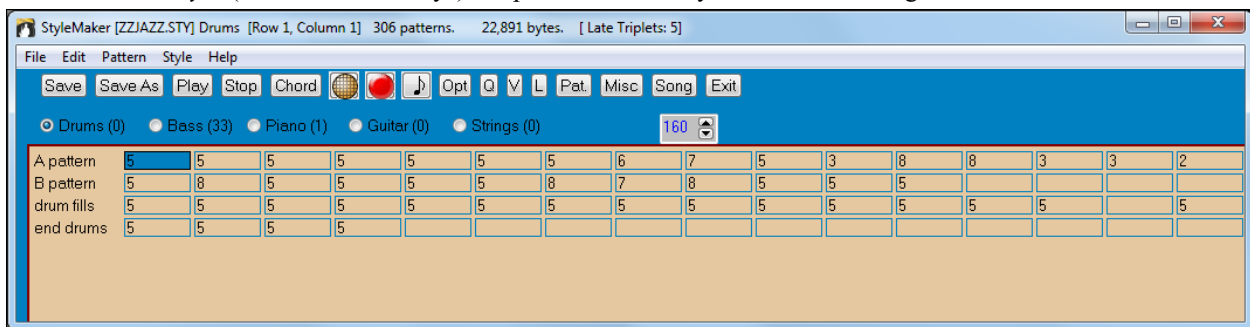 StyleMaker [ZZJAZZ.STY] Drums [Row 1, Column 1] 306 patterns. 22,891 bytes. [ Late Triplets: 5]
File Edit Pattern Style Help
Save Save As Play Stop Chord Opt Q V L Pat. Misc Song Exit
Drums (0) Bass (33) Piano (1) Guitar (0) Strings (0) 160
A pattern 5 5 5 5 5 5 5 6 7 5 3 8 8 3 3 2
B pattern 5 8 5 5 5 5 8 7 8 5 5 5
drum fills 5 5 5 5 5 5 5 5 5 5 5 5 5 5 5
end drums 5 5 5 5